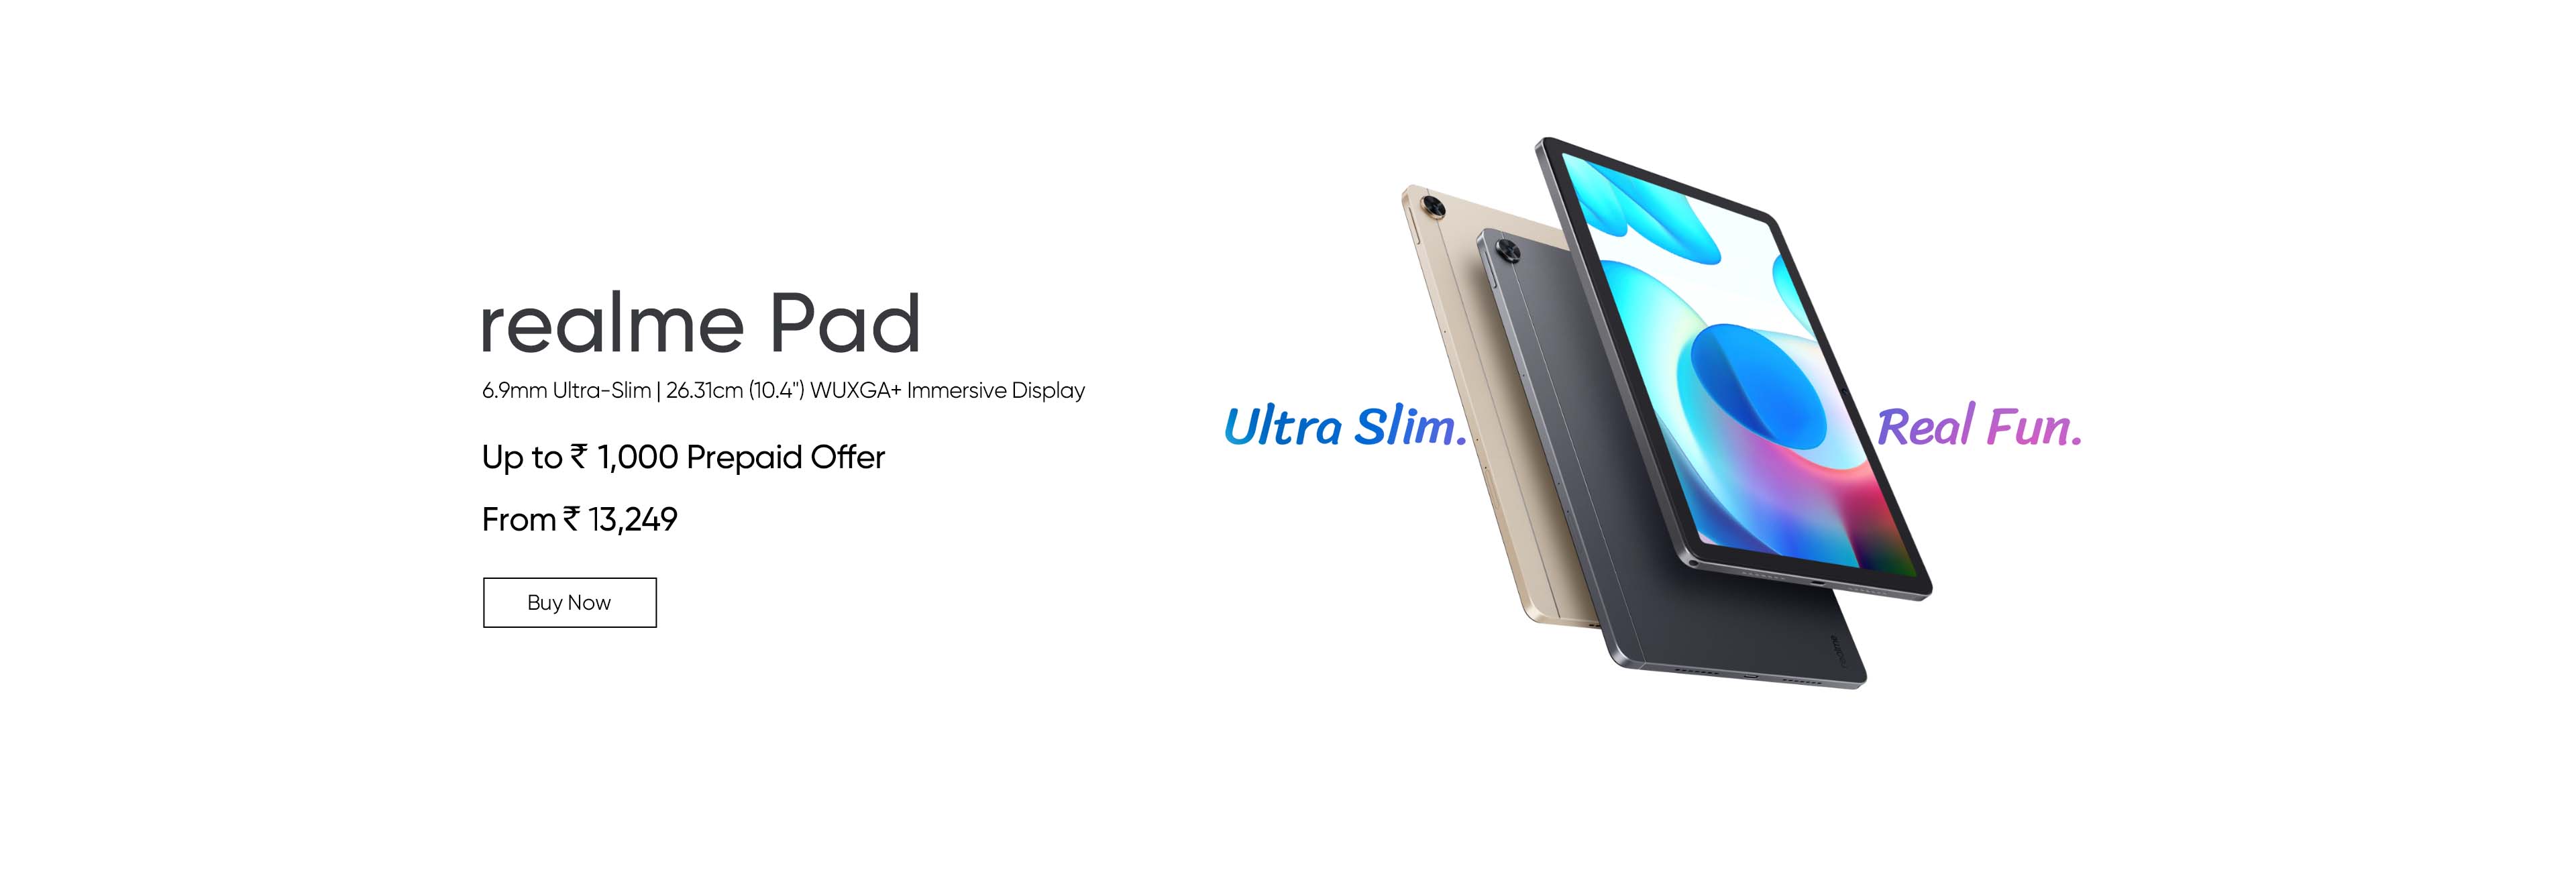 realme Pad
6.9mm Ultra-Slim | 26.31cm (10.4") WUXGA+ Immersive Display
Up to ₹ 1,000 Prepaid Offer
From ₹ 13,249
Buy Now
Ultra Slim.
Real Fun.
realme